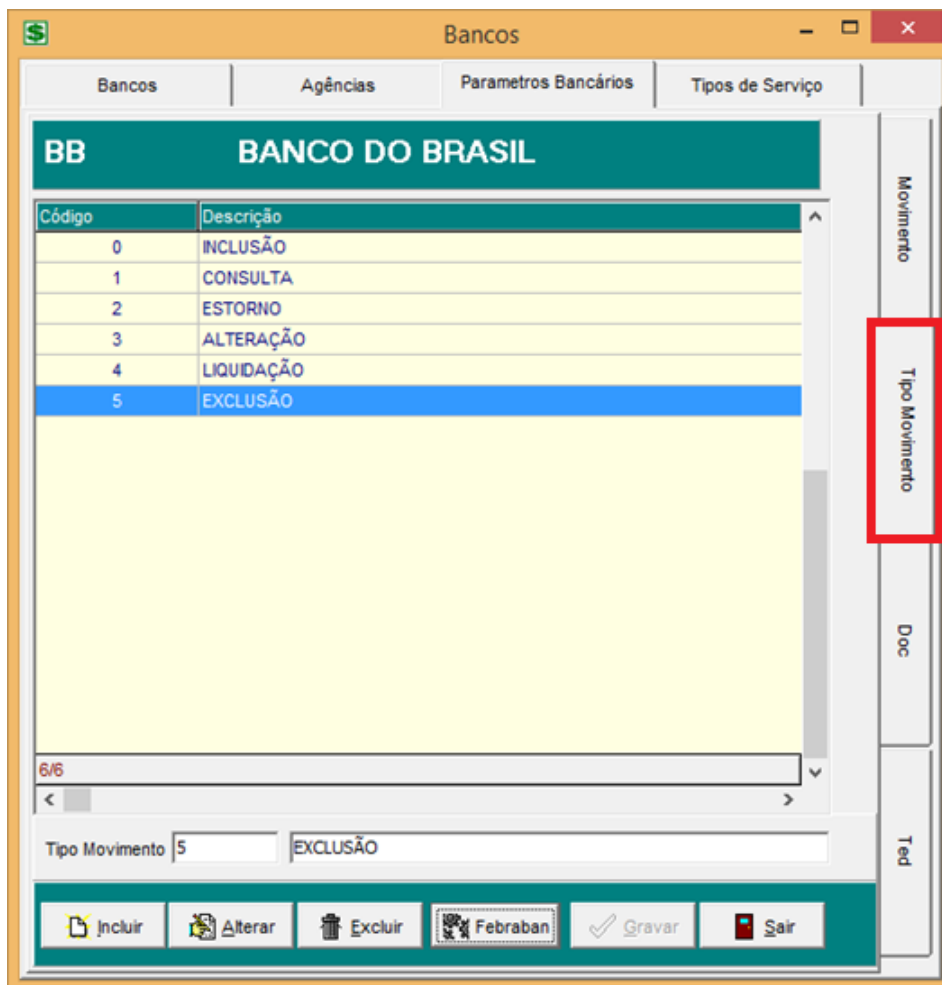 Bancos
Bancos
Agências
Parametros Bancários
Tipos de Serviço
BB BANCO DO BRASIL
Código Descrição
0 INCLUSÃO
1 CONSULTA
2 ESTORNO
3 ALTERAÇÃO
4 LIQUIDAÇÃO
5 EXCLUSÃO
6/6
Tipo Movimento 5 EXCLUSÃO
Incluir
Alterar
Excluir
Febraban
Gravar
Sair
Movimento
Tipo Movimento
Doc
Ted